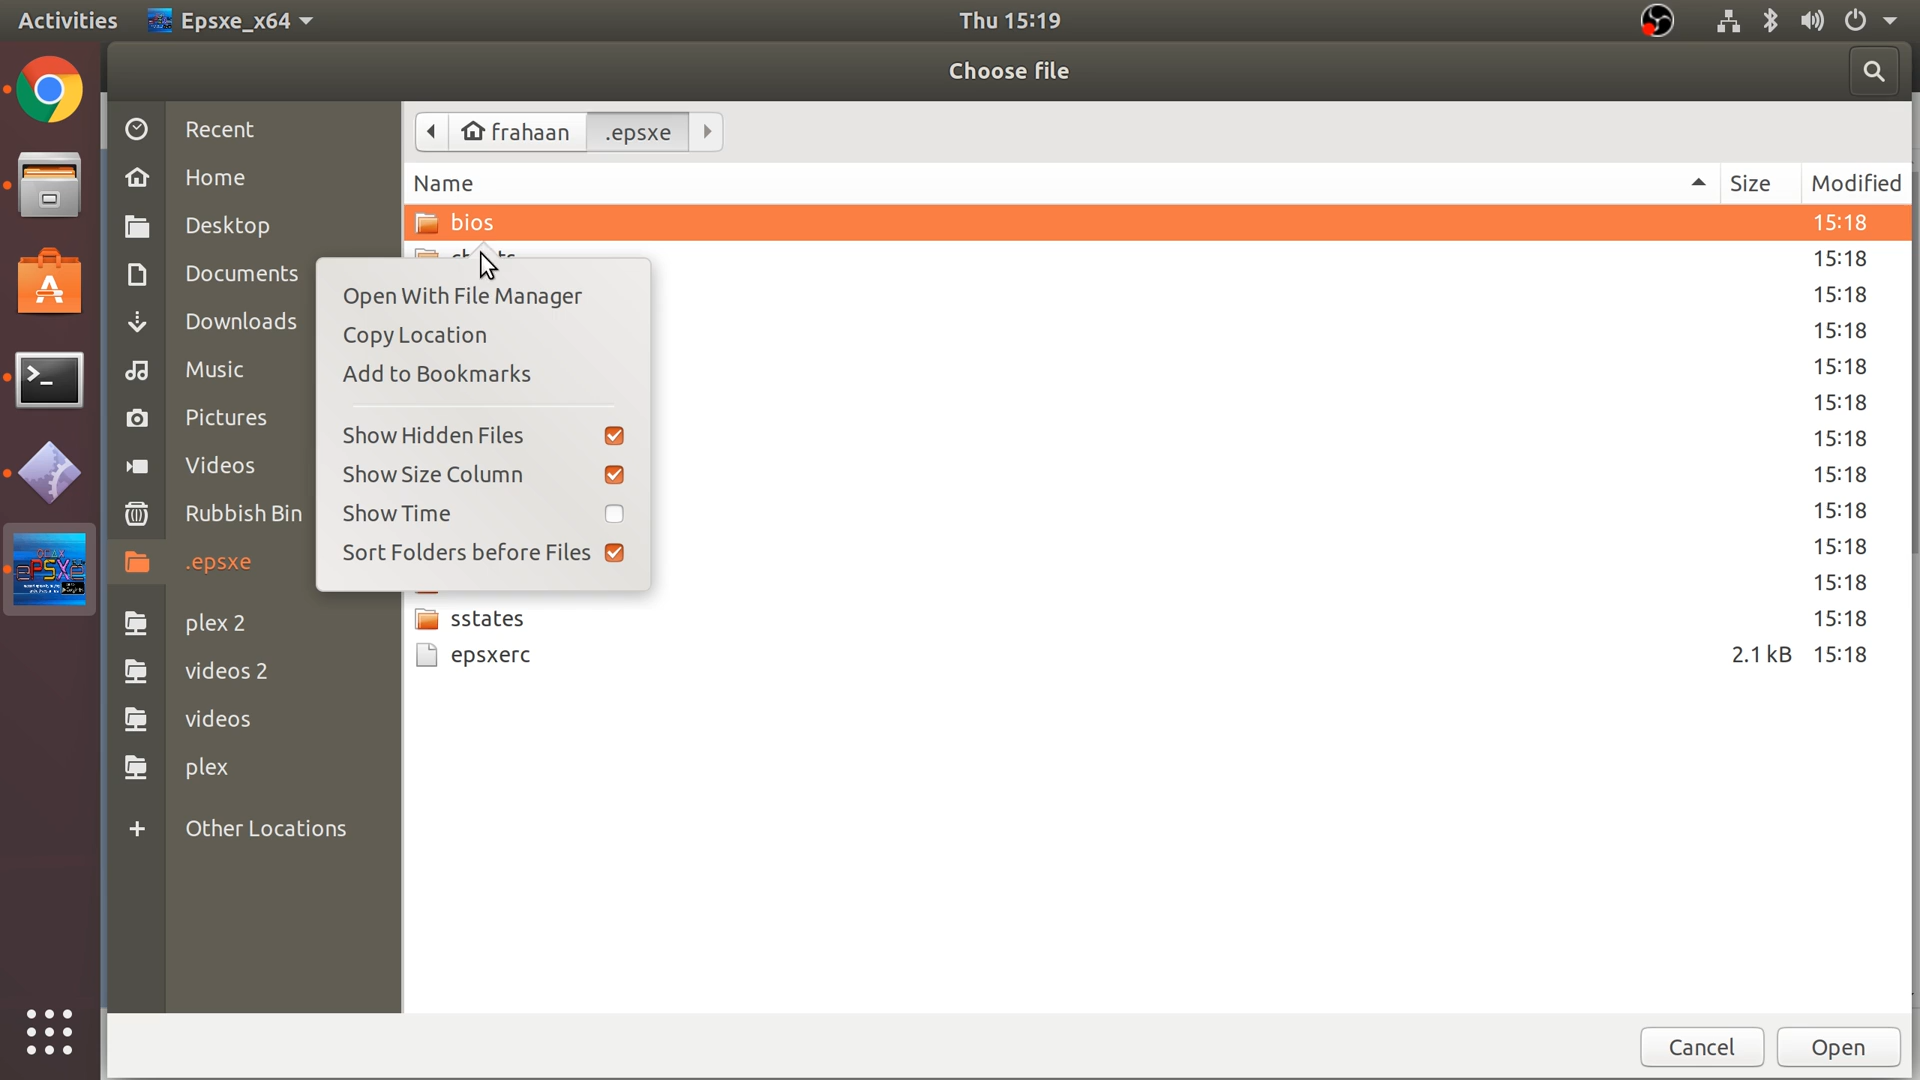 Activities Epsxe_x64 Thu 15:19
Choose file
Recent
Home
Desktop
Documents
Downloads
Music
Pictures
Videos
Rubbish Bin
.epsxe
plex 2
videos 2
videos
plex
Other Locations
frahaan .epsxe
Name Size Modified
bios 15:18
15:18
15:18
15:18
15:18
15:18
15:18
15:18
15:18
15:18
15:18
sstates 15:18
epsxerc 2.1 kB 15:18
Open With File Manager
Copy Location
Add to Bookmarks
Show Hidden Files
Show Size Column
Show Time
Sort Folders before Files
Cancel Open